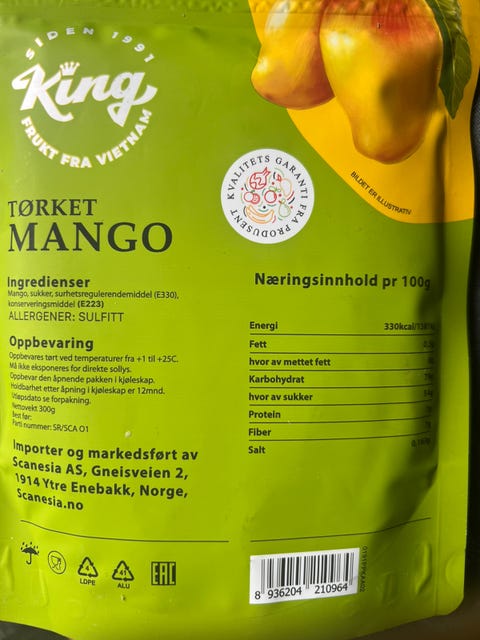 SIDEN 1991
King
FRUKT FRA VIETNAM
KVALITETS GARANTI FRA PRODUSENT
BILDET ER ILLUSTRATIV
TØRKET
MANGO
Ingredienser
Mango, sukker, surhetsregulerendemiddel (E330),
konserveringsmiddel (E223)
ALLERGENER: SULFITT
Oppbevaring
Oppbevares tørt ved temperaturer fra +1 til +25C.
Må ikke eksponeres for direkte sollys.
Oppbevar den åpnende pakken i kjøleskap.
Holdbarhet etter åpning i kjøleskap er 12mnd.
Utløpsdato se forpakning.
Nettovekt 300g
Best før:
Parti nummer: SR/SCA 01
Importer og markedsført av
Scanesia AS, Gneisveien 2,
1914 Ytre Enebakk, Norge,
Scanesia.no
Næringsinnhold pr 100g
Energi 330kcal
Fett
hvor av mettet fett
Karbohydrat
hvor av sukker
Protein
Fiber
Salt
4
LDPE
41
ALU
EAC
8 936204 210964